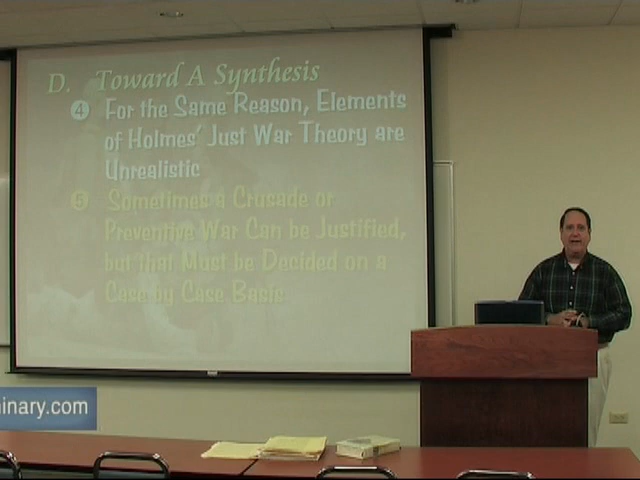 D. Toward A Synthesis
4 For the Same Reason, Elements
of Holmes' Just War Theory are
Unrealistic
5 Sometimes a Crusade or
Preventive War Can be Justified,
but that Must be Decided on a
Case by Case Basis
inary.com